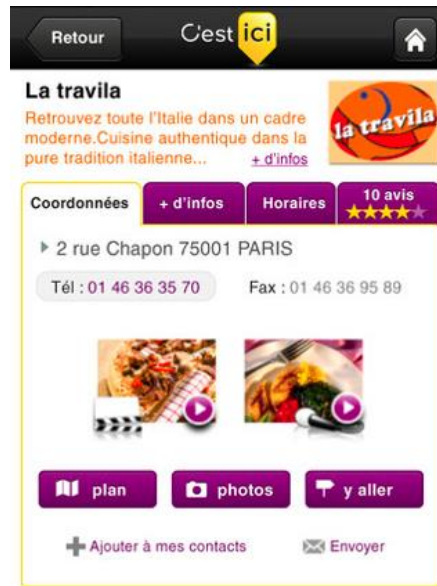 Retour
C'est ici
La travila
Retrouvez toute l'Italie dans un cadre
moderne.Cuisine authentique dans la
pure tradition italienne... + d'infos
la travila
Coordonnées
+ d'infos
Horaires
10 avis
2 rue Chapon 75001 PARIS
Tél : 01 46 36 35 70 Fax : 01 46 36 95 89
plan photos y aller
Ajouter à mes contacts Envoyer